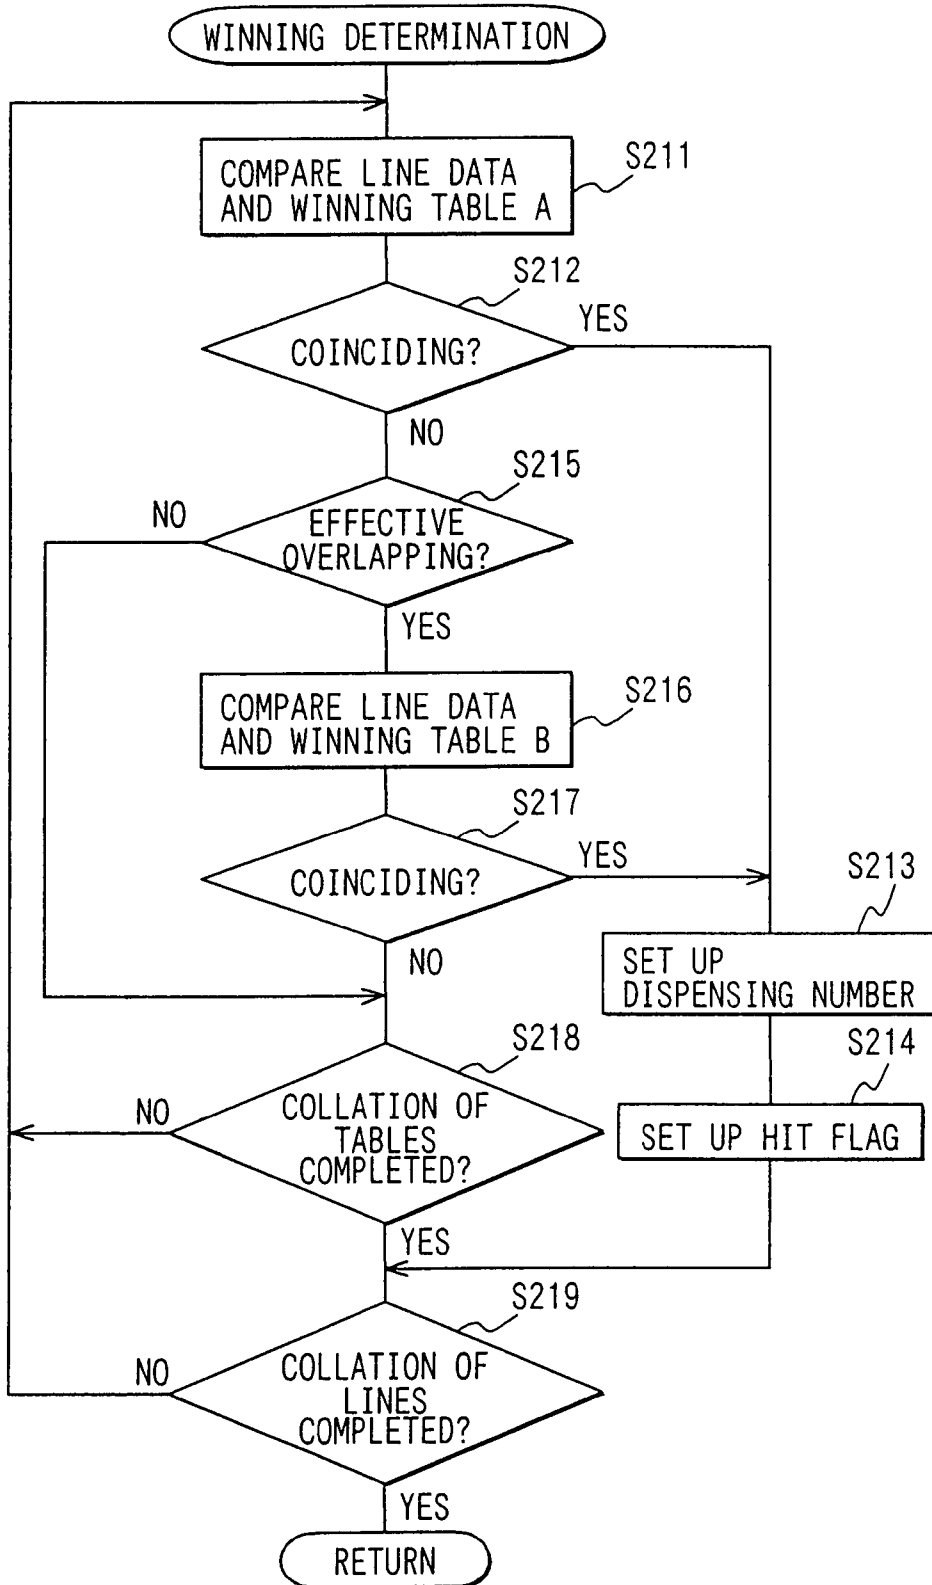 WINNING DETERMINATION
S211
COMPARE LINE DATA
AND WINNING TABLE A
S212
COINCIDING?
YES
NO
S215
EFFECTIVE
OVERLAPPING?
NO
YES
S216
COMPARE LINE DATA
AND WINNING TABLE B
S217
COINCIDING?
YES
NO
S213
SET UP
DISPENSING NUMBER
S214
SET UP HIT FLAG
S218
COLLATION OF
TABLES
COMPLETED?
NO
YES
S219
COLLATION OF
LINES
COMPLETED?
NO
YES
RETURN